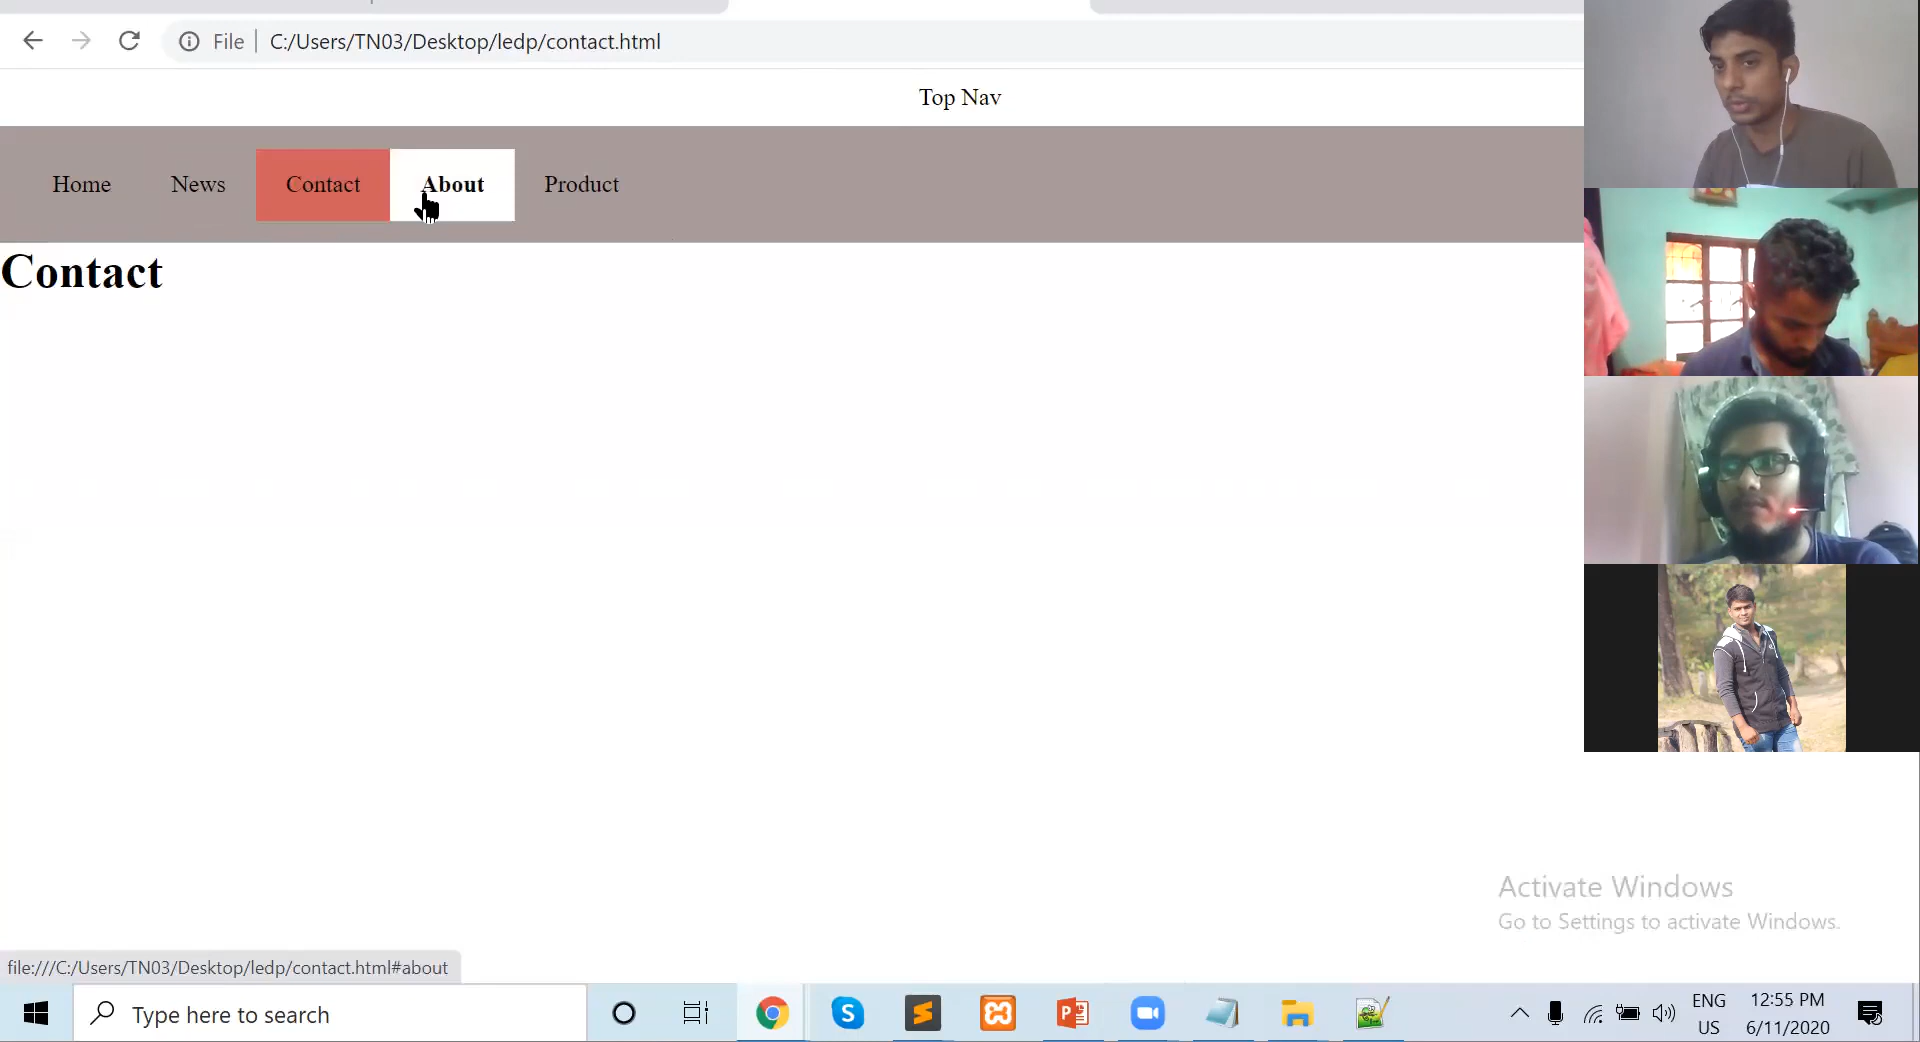 File
C:/Users/TN03/Desktop/ledp/contact.html
Top Nav
Home News Contact About Product
Contact
Activate Windows
Go to Settings to activate Windows.
file:///C:/Users/TN03/Desktop/ledp/contact.html#about
Type here to search
ENG
US
12:55 PM
6/11/2020